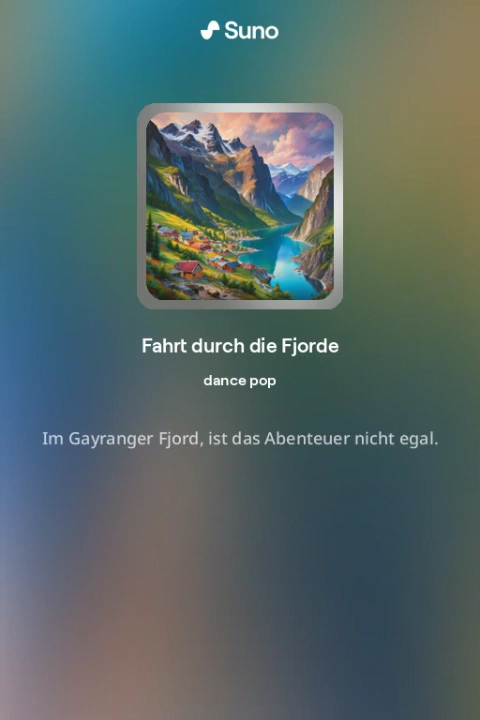 Suno
Fahrt durch die Fjorde
dance pop
Im Gayranger Fjord, ist das Abenteuer nicht egal.